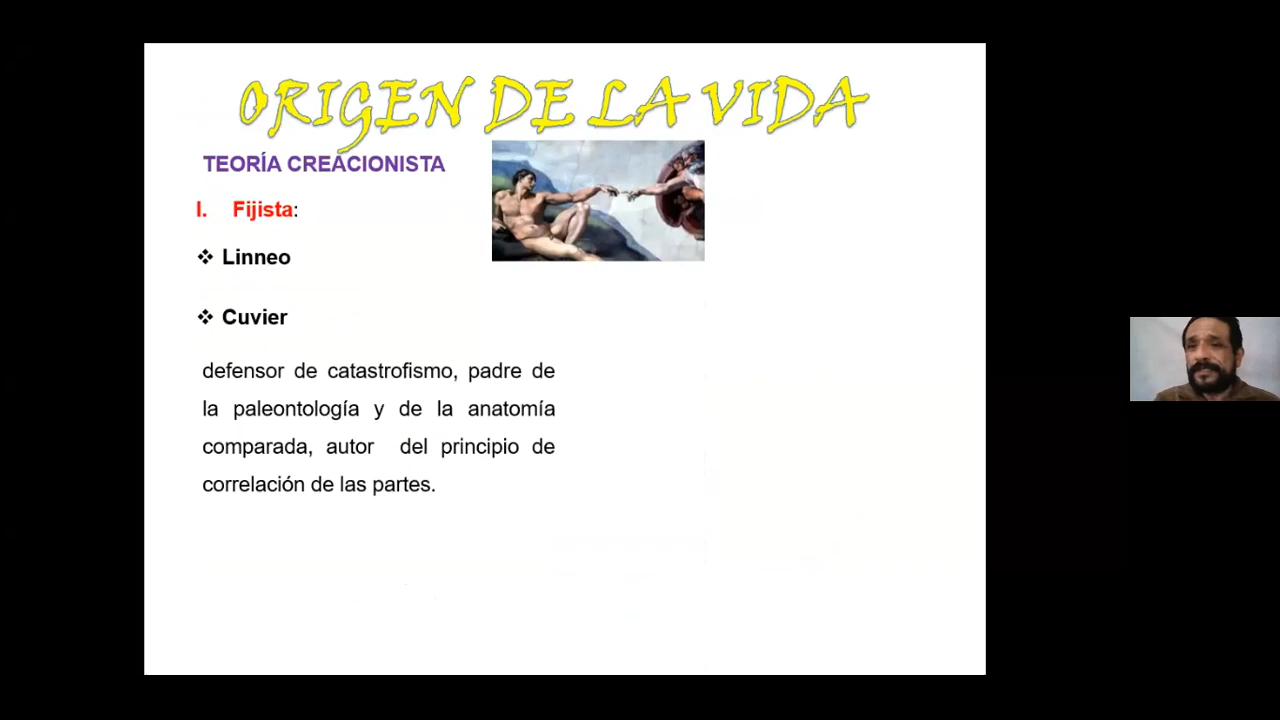 ORIGEN DE LA VIDA
TEORÍA CREACIONISTA
I. Fijista:
❖ Linneo
❖ Cuvier
defensor de catastrofismo, padre de
la paleontología y de la anatomía
comparada, autor del principio de
correlación de las partes.